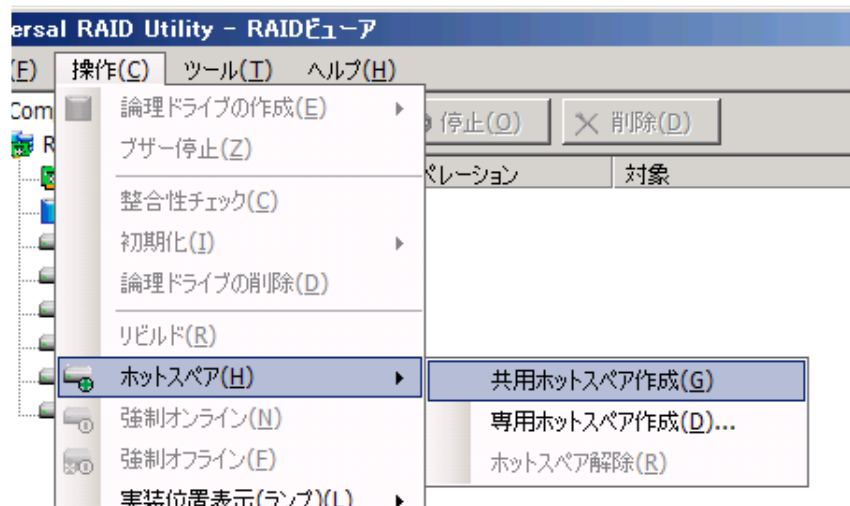 ersal RAID Utility - RAIDビューア
(F) 操作(C) ツール(T) ヘルプ(H)
Com
論理ドライブの作成(E)
停止(O)
削除(D)
R
ブザー停止(Z)
ペレーション
対象
整合性チェック(C)
初期化(I)
論理ドライブの削除(D)
リビルド(R)
ホットスペア(H)
共用ホットスペア作成(G)
強制オンライン(N)
専用ホットスペア作成(D)...
強制オフライン(F)
ホットスペア解除(R)
実装位置表示(ランプ)(L)